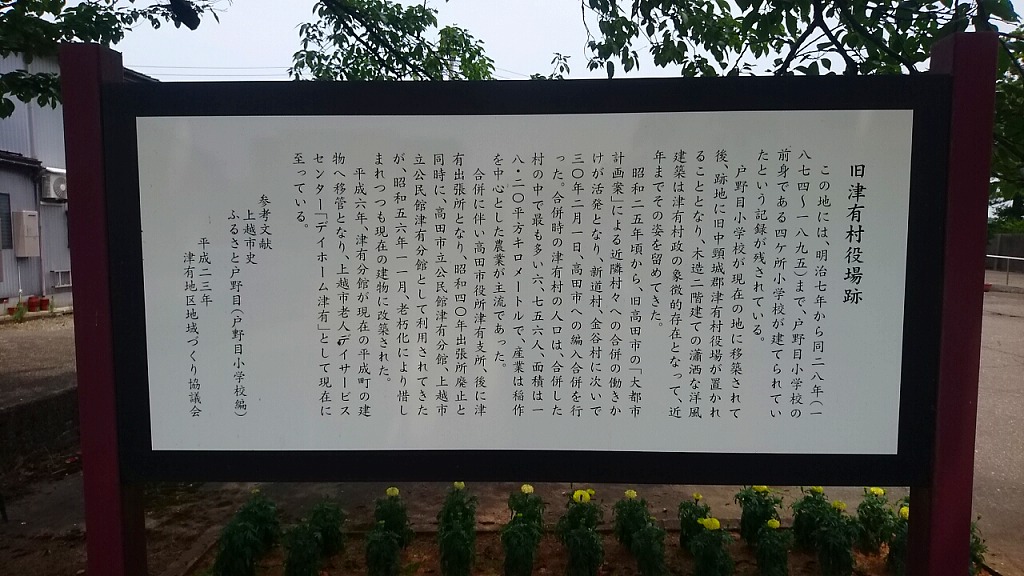 旧津有村役場跡
この地には、明治七年から同二八年（一
八七四～一八九五）まで、戸野目小学校の
前身である四ケ所小学校が建てられてい
たという記録が残されている。
戸野目小学校が現在の地に移築されて
後、跡地に旧中頸城郡津有村役場が置かれ
ることとなり、木造二階建ての瀟洒な洋風
建築は津有村政の象徴的存在となって、近
年までその姿を留めてきた。
昭和二五年頃から、旧高田市の「大都市
計画業」による近隣村々への合併の働きか
けが活発となり、新道村、金谷村に次いで
三〇年二月一日、高田市への編入合併を行
った。合併時の津有村の人口は、合併した
村の中で最も多い六、七五六人、面積は一
八・二〇平方キロメートルで、産業は稲作
を中心とした農業が主流であった。
合併に伴い高田市役所津有支所、後に津
有出張所となり、昭和四〇年出張所廃止と
同時に、高田市立公民館津有分館、上越市
立公民館津有分館として利用されてきた
が、昭和五六年一一月、老朽化により惜し
まれつつも現在の建物に改築された。
平成六年、津有分館が現在の平成町の建
物へ移管となり、上越市老人デイサービス
センター「デイホーム津有」として現在に
至っている。
参考文献
上越市史
ふるさと戸野目（戸野目小学校編）
平成二三年
津有地区地域づくり協議会